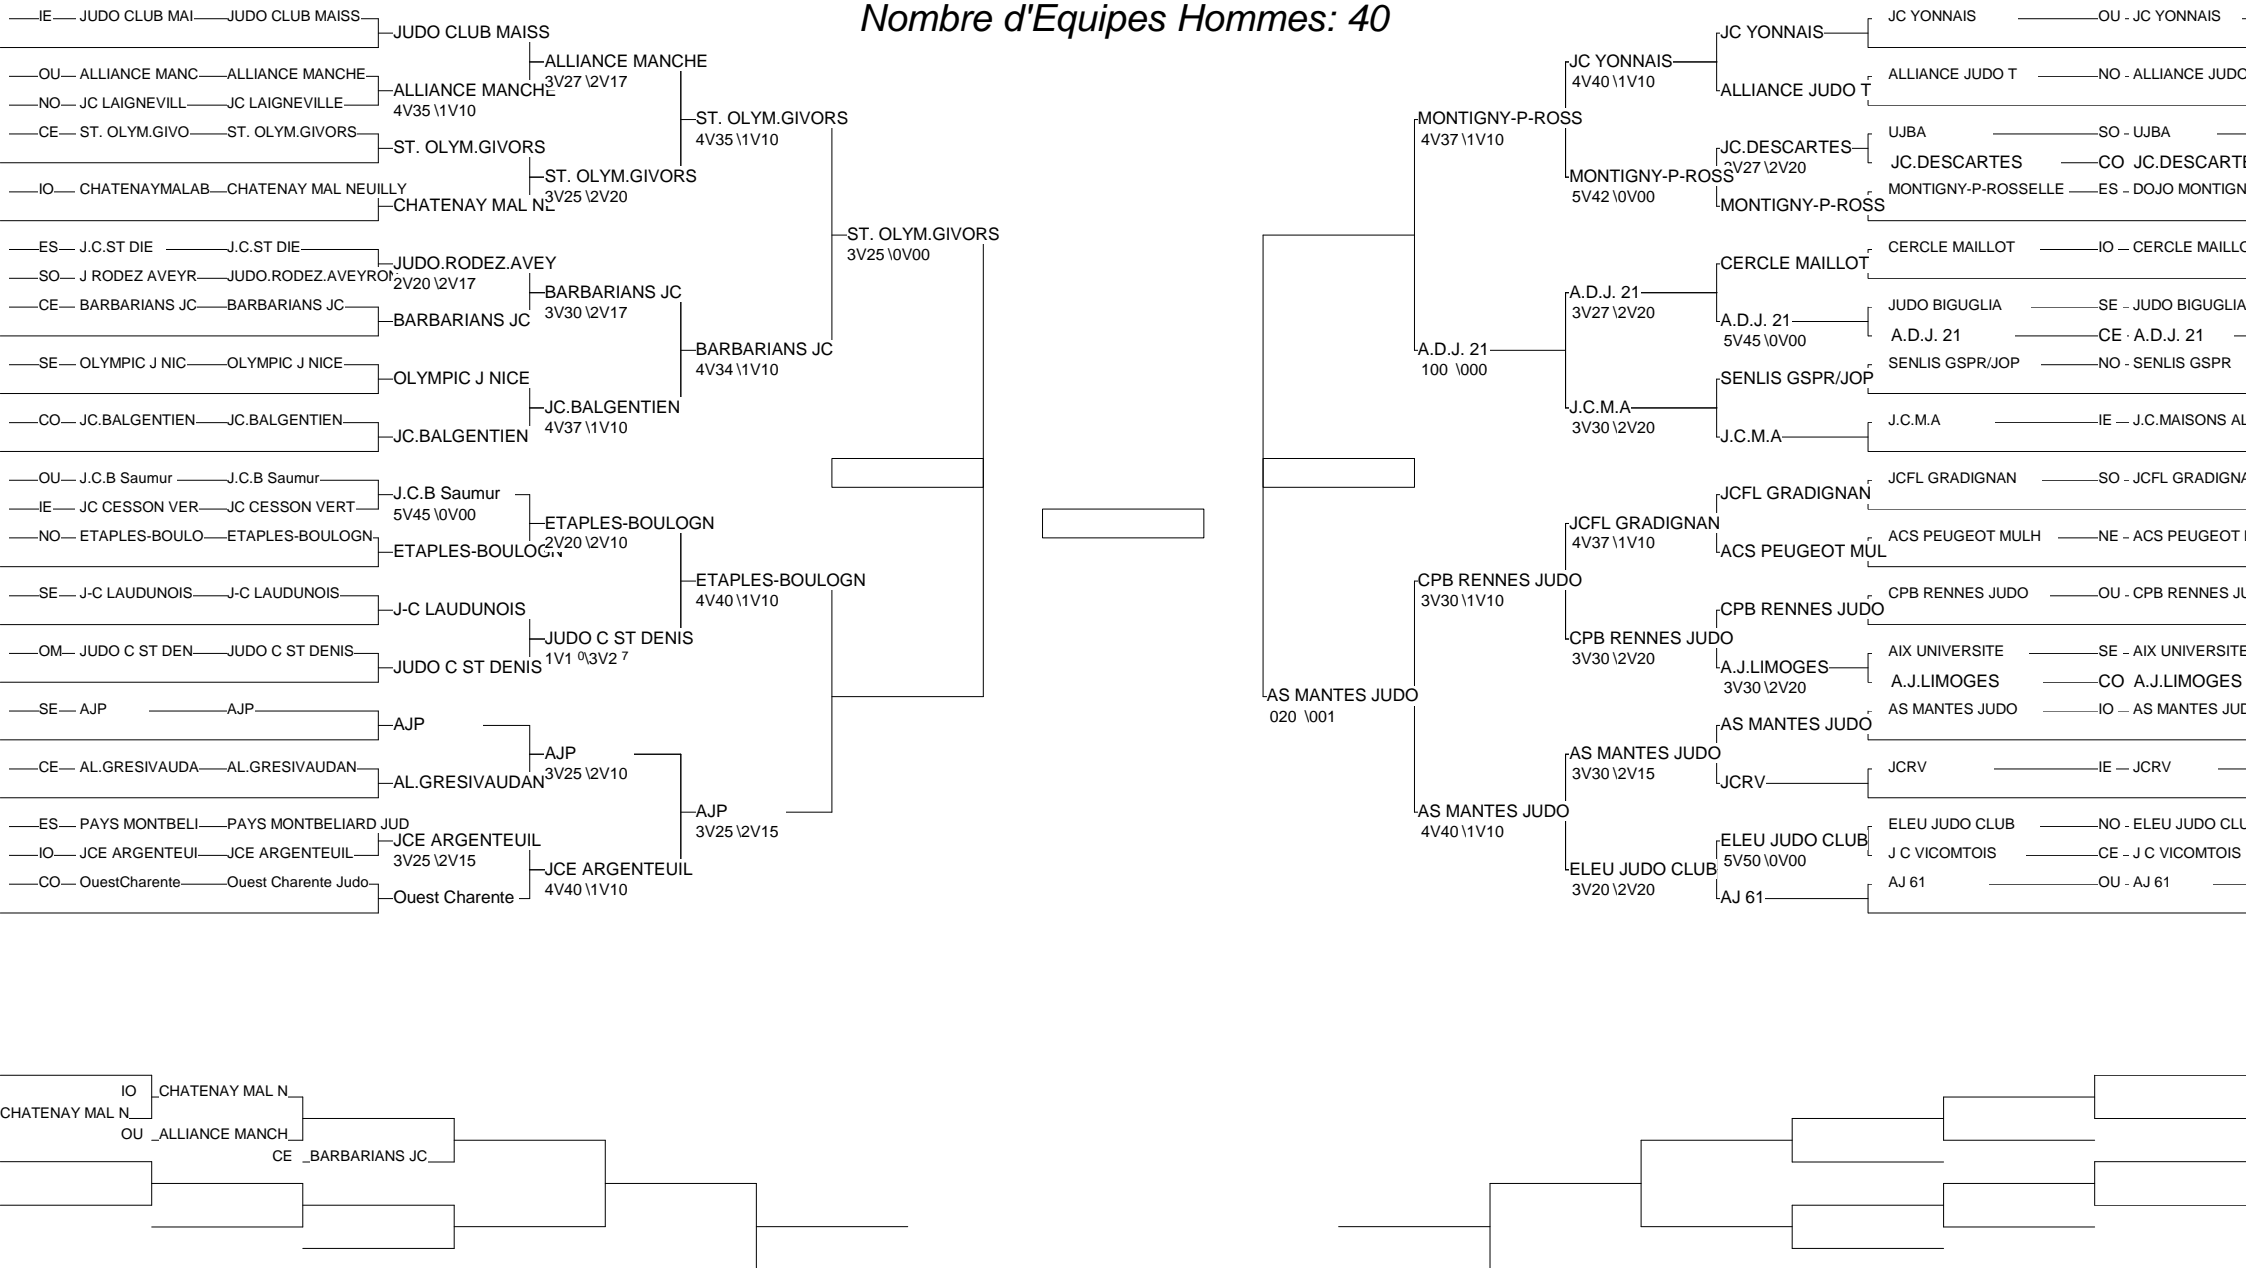 Nombre d'Equipes Hommes: 40
IE JUDO CLUB MAI JUDO CLUB MAISS
OU ALLIANCE MANC ALLIANCE MANCHE
NO JC LAIGNEVILL JC LAIGNEVILLE
CE ST. OLYM.GIVO ST. OLYM.GIVORS
IO CHATENAYMALAB CHATENAY MAL NEUILLY
ES J.C.ST DIE J.C.ST DIE
SO J RODEZ AVEYR JUDO.RODEZ.AVEYRON
CE BARBARIANS JC BARBARIANS JC
SE OLYMPIC J NIC OLYMPIC J NICE
CO JC.BALGENTIEN JC.BALGENTIEN
OU J.C.B Saumur J.C.B Saumur
IE JC CESSON VER JC CESSON VERT
NO ETAPLES-BOULO ETAPLES-BOULOGN
SE J-C LAUDUNOIS J-C LAUDUNOIS
OM JUDO C ST DEN JUDO C ST DENIS
SE AJP AJP
CE AL.GRESIVAUDA AL.GRESIVAUDAN
ES PAYS MONTBELI PAYS MONTBELIARD JUD
IO JCE ARGENTEUI JCE ARGENTEUIL
CO OuestCharente Ouest Charente Judo
JUDO CLUB MAISS
ALLIANCE MANCHE
4V35 \1V10
ST. OLYM.GIVORS
CHATENAY MAL NE
JUDO.RODEZ.AVEY
2V20 \2V17
BARBARIANS JC
OLYMPIC J NICE
JC.BALGENTIEN
J.C.B Saumur
5V45 \0V00
ETAPLES-BOULOGN
J-C LAUDUNOIS
JUDO C ST DENIS
AJP
AL.GRESIVAUDAN
JCE ARGENTEUIL
3V25 \2V15
Ouest Charente
ALLIANCE MANCHE
3V27 \2V17
ST. OLYM.GIVORS
3V25 \2V20
BARBARIANS JC
3V30 \2V17
JC.BALGENTIEN
4V37 \1V10
ETAPLES-BOULOGN
2V20 \2V10
JUDO C ST DENIS
1V1 0\3V2 7
AJP
3V25 \2V10
JCE ARGENTEUIL
4V40 \1V10
ST. OLYM.GIVORS
4V35 \1V10
BARBARIANS JC
4V34 \1V10
ETAPLES-BOULOGN
4V40 \1V10
AJP
3V25 \2V15
ST. OLYM.GIVORS
3V25 \0V00
AS MANTES JUDO
020 \001
MONTIGNY-P-ROSS
4V37 \1V10
A.D.J. 21
100 \000
CPB RENNES JUDO
3V30 \1V10
AS MANTES JUDO
4V40 \1V10
JC YONNAIS
4V40 \1V10
MONTIGNY-P-ROSS
5V42 \0V00
A.D.J. 21
3V27 \2V20
J.C.M.A
3V30 \2V20
JCFL GRADIGNAN
4V37 \1V10
CPB RENNES JUDO
3V30 \2V20
AS MANTES JUDO
3V30 \2V15
ELEU JUDO CLUB
3V20 \2V20
JC YONNAIS
ALLIANCE JUDO T
JC.DESCARTES
V27 \2V20
MONTIGNY-P-ROSS
CERCLE MAILLOT
A.D.J. 21
5V45 \0V00
SENLIS GSPR/JOP
J.C.M.A
JCFL GRADIGNAN
ACS PEUGEOT MUL
CPB RENNES JUDO
A.J.LIMOGES
3V30 \2V20
AS MANTES JUDO
JCRV
ELEU JUDO CLUB
5V50 \0V00
AJ 61
JC YONNAIS OU - JC YONNAIS
ALLIANCE JUDO T NO - ALLIANCE JUDO
UJBA SO - UJBA
JC.DESCARTES CO JC.DESCARTE
MONTIGNY-P-ROSSELLE ES - DOJO MONTIGN
CERCLE MAILLOT IO - CERCLE MAILLO
JUDO BIGUGLIA SE - JUDO BIGUGLIA
A.D.J. 21 CE - A.D.J. 21
SENLIS GSPR/JOP NO - SENLIS GSPR
J.C.M.A IE - J.C.MAISONS AL
JCFL GRADIGNAN SO - JCFL GRADIGNA
ACS PEUGEOT MULH NE - ACS PEUGEOT
CPB RENNES JUDO OU - CPB RENNES JU
AIX UNIVERSITE SE - AIX UNIVERSITE
A.J.LIMOGES CO A.J.LIMOGES
AS MANTES JUDO IO - AS MANTES JUD
JCRV IE - JCRV
ELEU JUDO CLUB NO - ELEU JUDO CLU
J C VICOMTOIS CE - J C VICOMTOIS
AJ 61 OU - AJ 61
IO CHATENAY MAL N
CHATENAY MAL N
OU ALLIANCE MANCH
CE BARBARIANS JC